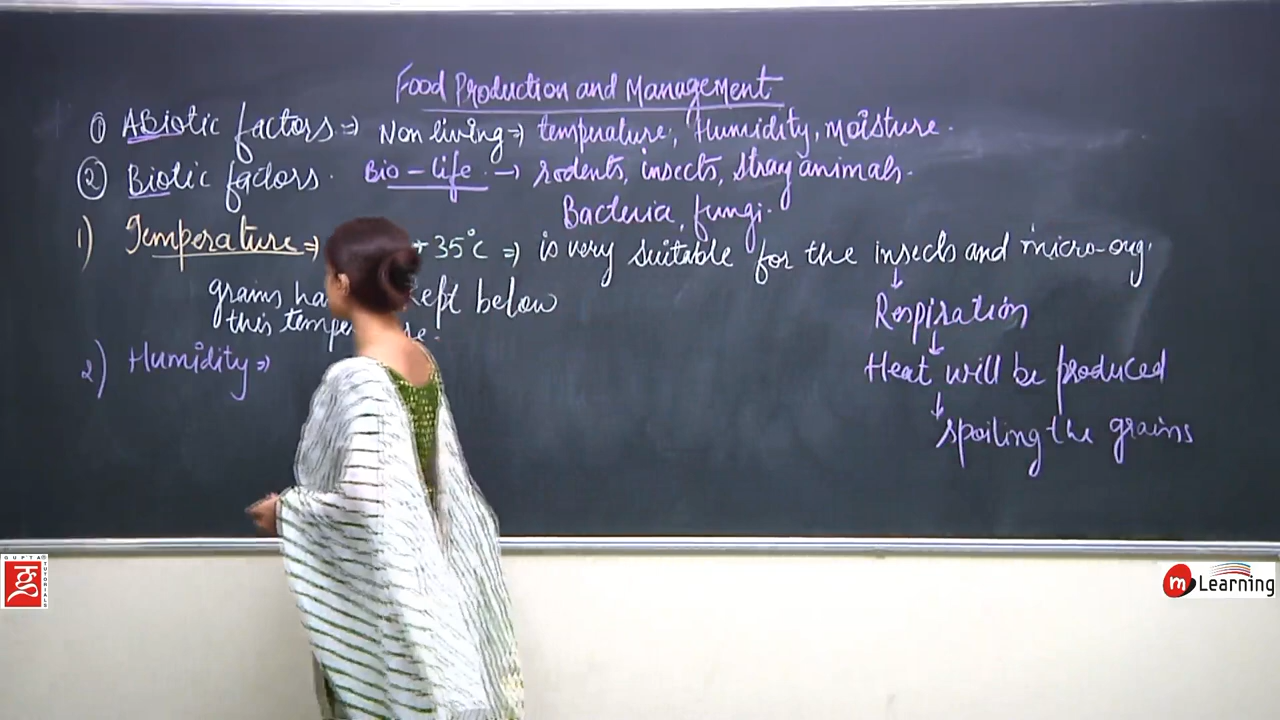 Food Production and Management
① ABiotic factors ⇒ Non living ⇒ temperature, Humidity, moisture.
② Biotic factors. Bio - life → rodents, insects, stray animals.
Bacteria, fungi.
1) Temperature ⇒ 35°C ⇒ is very suitable for the insects and micro-org.
grains kept below
this
↓
Respiration
↓
Heat will be produced
↓
spoiling the grains
2) Humidity ⇒
GUPTA TUTORIALS
m Learning